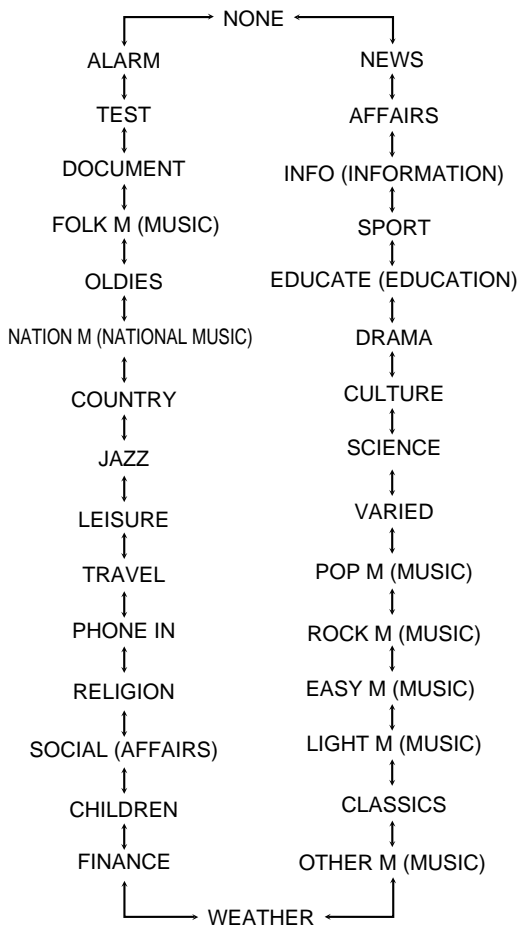 NONE
ALARM
TEST
DOCUMENT
FOLK M (MUSIC)
OLDIES
NATION M (NATIONAL MUSIC)
COUNTRY
JAZZ
LEISURE
TRAVEL
PHONE IN
RELIGION
SOCIAL (AFFAIRS)
CHILDREN
FINANCE
NEWS
AFFAIRS
INFO (INFORMATION)
SPORT
EDUCATE (EDUCATION)
DRAMA
CULTURE
SCIENCE
VARIED
POP M (MUSIC)
ROCK M (MUSIC)
EASY M (MUSIC)
LIGHT M (MUSIC)
CLASSICS
OTHER M (MUSIC)
WEATHER